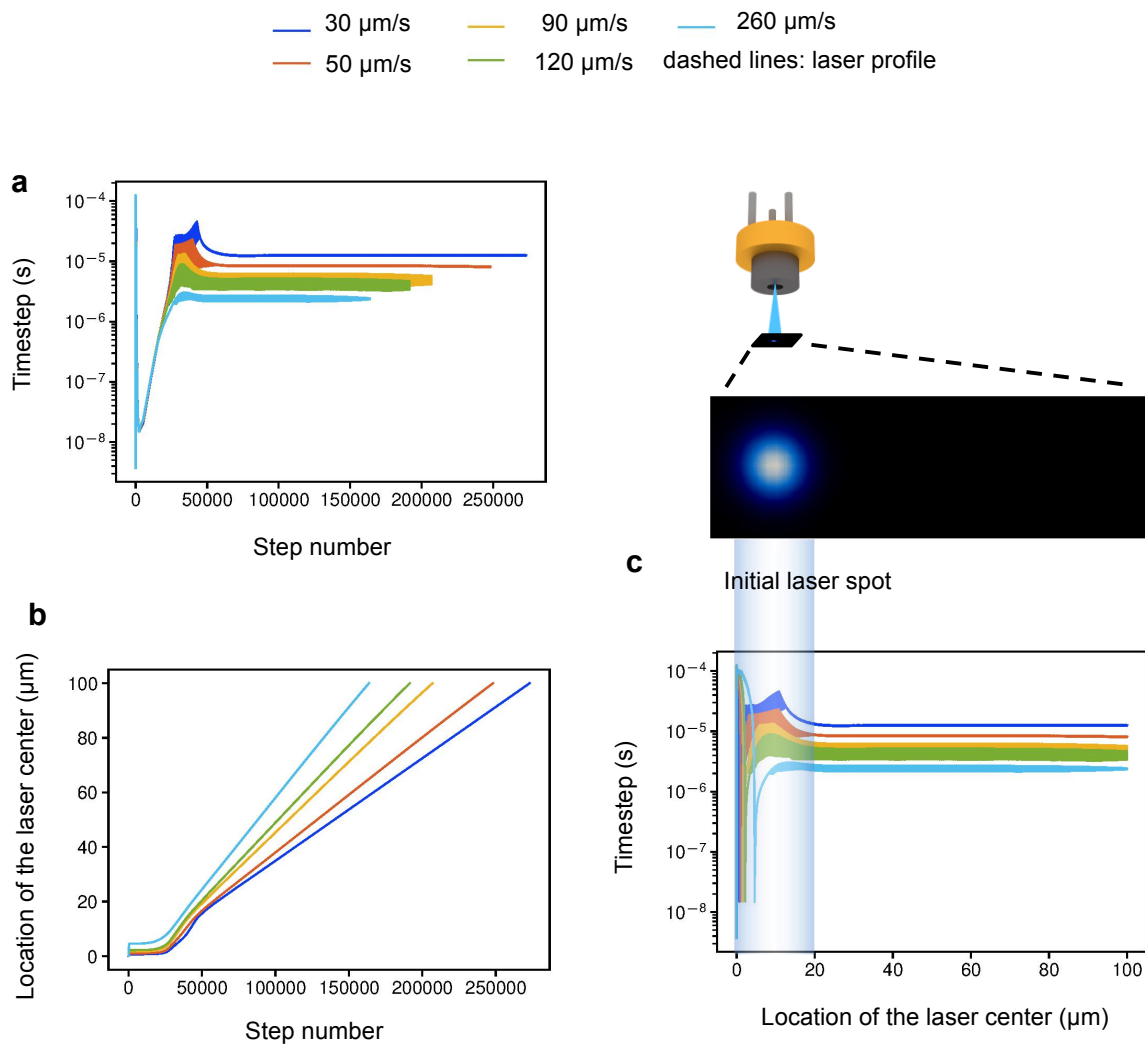 30 µm/s 90 µm/s 260 µm/s
50 µm/s 120 µm/s dashed lines: laser profile
a
Timestep (s)
10⁻⁴
10⁻⁵
10⁻⁶
10⁻⁷
10⁻⁸
0 50000 100000 150000 200000 250000
Step number
b
Location of the laser center (µm)
100
80
60
40
20
0
0 50000 100000 150000 200000 250000
Step number
c
Initial laser spot
Timestep (s)
10⁻⁴
10⁻⁵
10⁻⁶
10⁻⁷
10⁻⁸
0 20 40 60 80 100
Location of the laser center (µm)